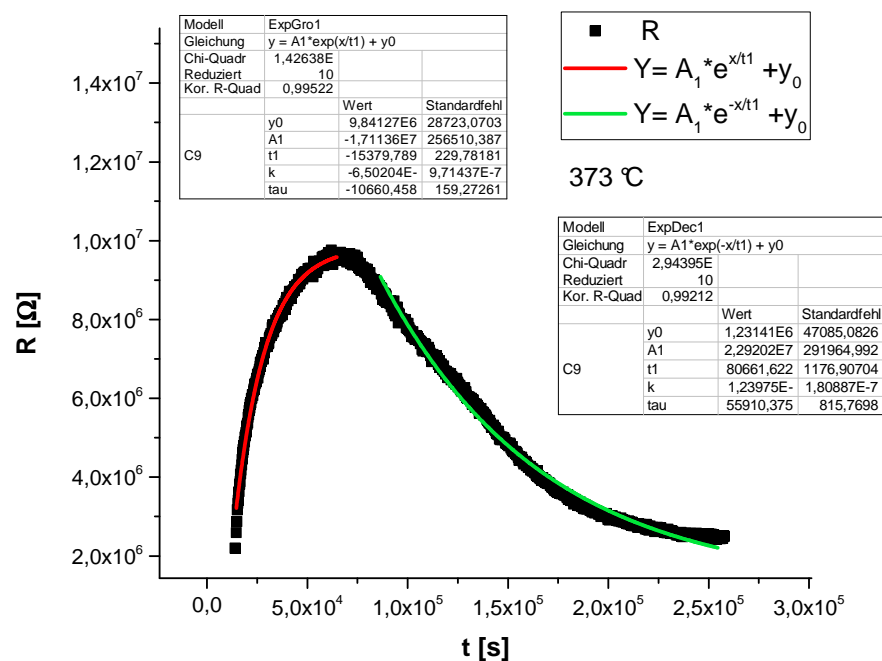 Modell ExpGro1
Gleichung y = A1*exp(x/t1) + y0
Chi-Quadr 1,42638E
Reduziert 10
Kor. R-Quad 0,99522
Wert Standardfehl
y0 9,84127E6 28723,0703
A1 -1,71136E7 256510,387
C9 t1 -15379,789 229,78181
k -6,50204E- 9,71437E-7
tau -10660,458 159,27261
R
Y= A1*e^x/t1 +y0
Y= A1*e^-x/t1 +y0
373 °C
Modell ExpDec1
Gleichung y = A1*exp(-x/t1) + y0
Chi-Quadr 2,94395E
Reduziert 10
Kor. R-Quad 0,99212
Wert Standardfehl
y0 1,23141E6 47085,0826
A1 2,29202E7 291964,992
C9 t1 80661,622 1176,90704
k 1,23975E- 1,80887E-7
tau 55910,375 815,7698
1,4x10^7
1,2x10^7
1,0x10^7
8,0x10^6
6,0x10^6
4,0x10^6
2,0x10^6
R [Ω]
0,0 5,0x10^4 1,0x10^5 1,5x10^5 2,0x10^5 2,5x10^5 3,0x10^5
t [s]